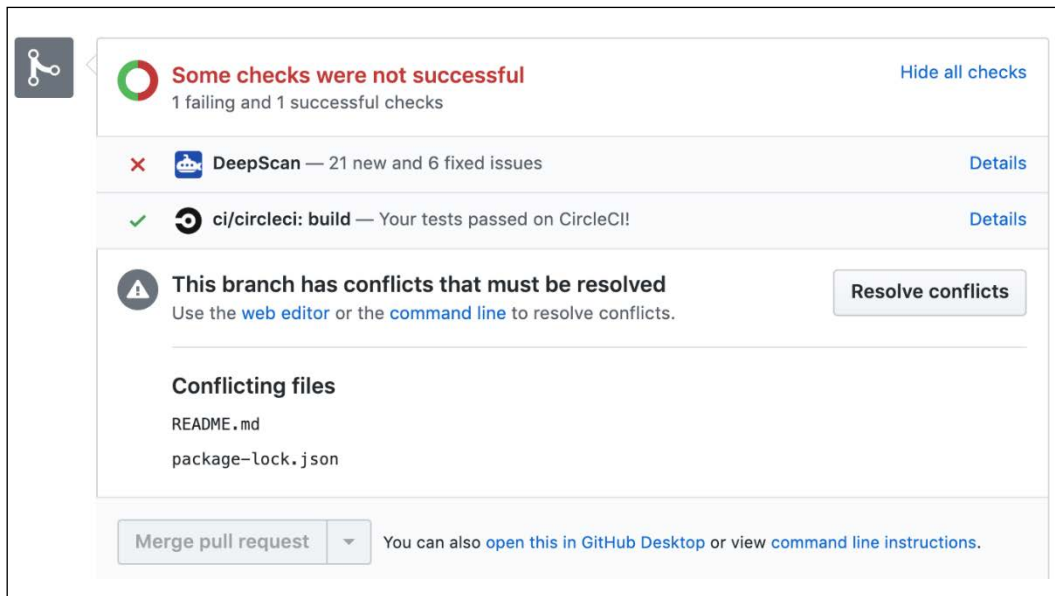 Some checks were not successful
Hide all checks
1 failing and 1 successful checks
DeepScan — 21 new and 6 fixed issues
Details
ci/circleci: build — Your tests passed on CircleCI!
Details
This branch has conflicts that must be resolved
Resolve conflicts
Use the web editor or the command line to resolve conflicts.
Conflicting files
README.md
package-lock.json
Merge pull request
You can also open this in GitHub Desktop or view command line instructions.